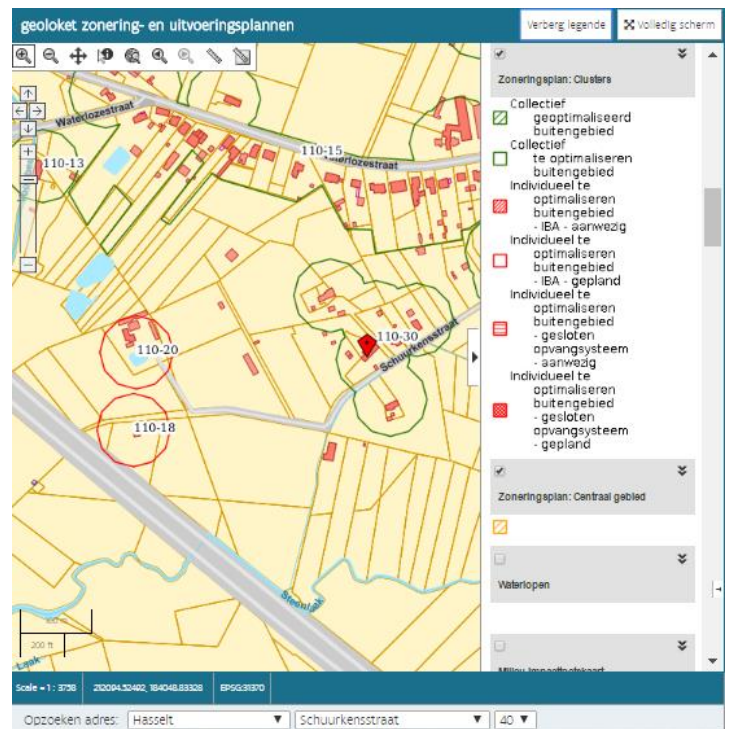 geoloket zonering- en uitvoeringsplannen
Verberg legende
Volledig scherm
Waterlozestraat
110-15
110-13
110-20
110-30
Schuurkensstraat
110-18
Steenlaak
Laak
200 ft
Zoneringsplan: Clusters
Collectief
geoptimaliseerd
buitengebied
Collectief
te optimaliseren
buitengebied
Individueel te
optimaliseren
buitengebied
- IBA - aanwezig
Individueel te
optimaliseren
buitengebied
- IBA - gepland
Individueel te
optimaliseren
buitengebied
- gesloten
opvangsysteem
- aanwezig
Individueel te
optimaliseren
buitengebied
- gesloten
opvangsysteem
- gepland
Zoneringsplan: Centraal gebied
Waterlopen
Scale = 1 : 3758
212094.52492, 184048.83328
EPSG:31370
Opzoeken adres:
Hasselt
Schuurkensstraat
40